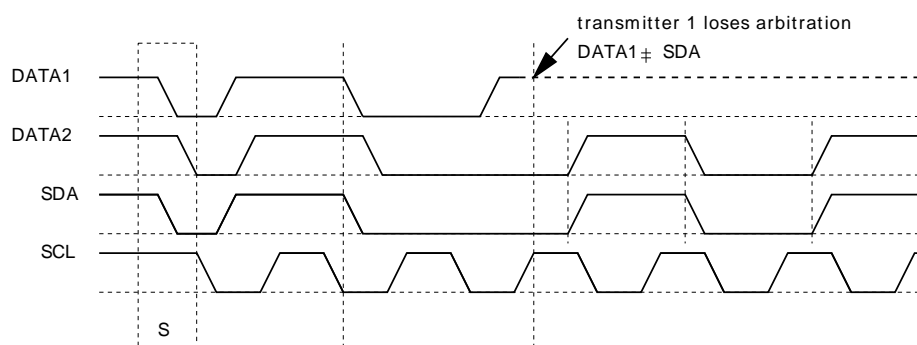 transmitter 1 loses arbitration
DATA1 ≠ SDA
DATA1
DATA2
SDA
SCL
S